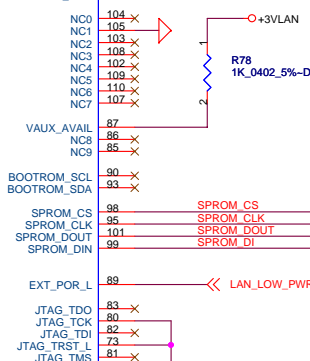 NC0 104
NC1 105
NC2 103
NC3 108
NC4 102
NC5 109
NC6 110
NC7 107
+3VLAN
1
R78
1K_0402_5%~D
2
VAUX_AVAIL 87
NC8 86
NC9 85
BOOTROM_SCL 90
BOOTROM_SDA 93
SPROM_CS 98 SPROM_CS
SPROM_CLK 95 SPROM_CLK
SPROM_DOUT 101 SPROM_DOUT
SPROM_DIN 99 SPROM_DI
EXT_POR_L 89 LAN_LOW_PWR
JTAG_TDO 83
JTAG_TCK 80
JTAG_TDI 82
JTAG_TRST_L 73
JTAG_TMS 81